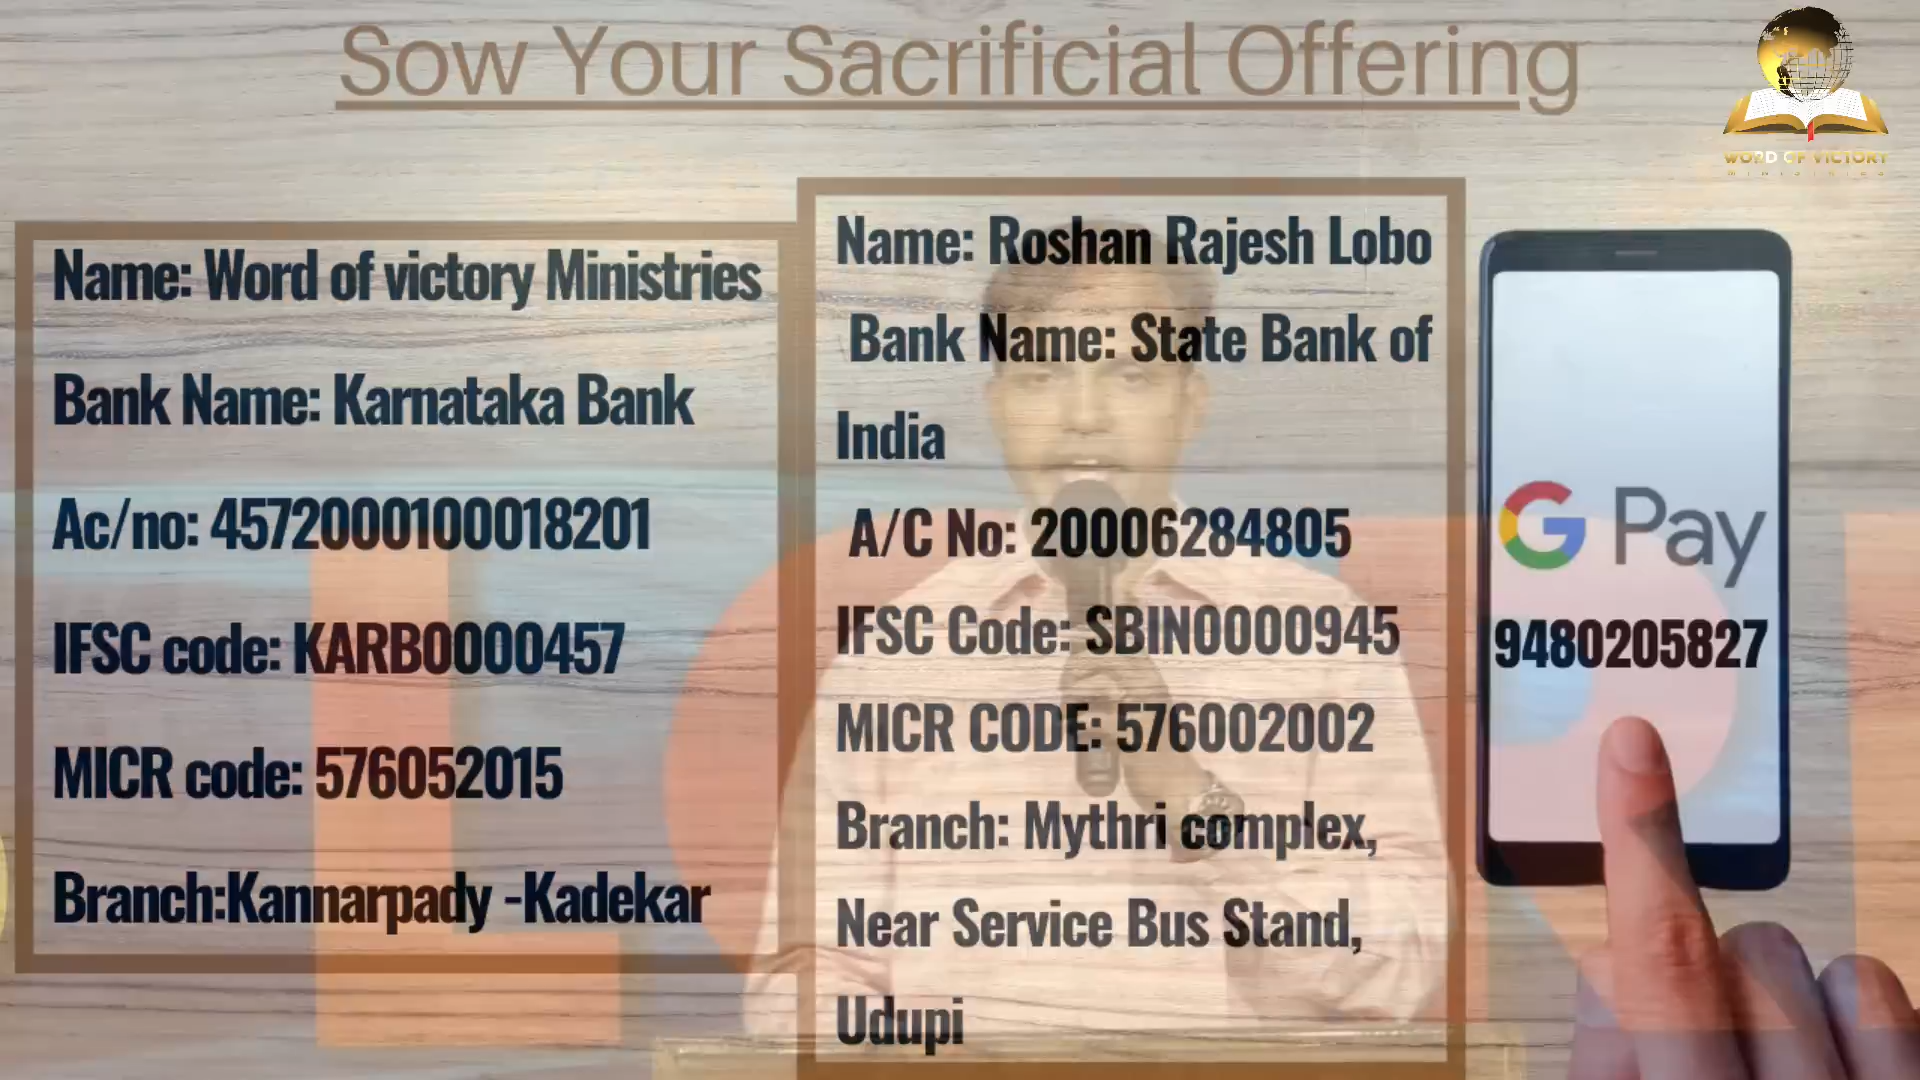 Sow Your Sacrificial Offering
WORD OF VICTORY
MINISTRIES
Name: Word of victory Ministries
Bank Name: Karnataka Bank
Ac/no: 4572000100018201
IFSC code: KARB0000457
MICR code: 576052015
Branch:Kannarpady -Kadekar
Name: Roshan Rajesh Lobo
Bank Name: State Bank of
India
A/C No: 20006284805
IFSC Code: SBIN0000945
MICR CODE: 576002002
Branch: Mythri complex,
Near Service Bus Stand,
Udupi
G Pay
9480205827